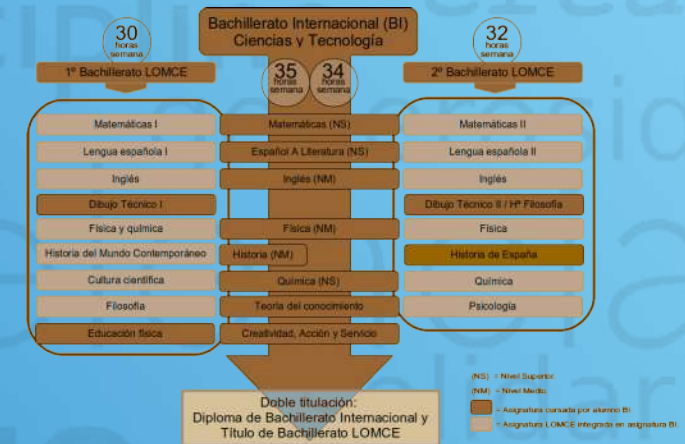 Bachillerato Internacional (BI)
Ciencias y Tecnología
30
horas
semana
35
horas
semana
34
horas
semana
32
horas
semana
1º Bachillerato LOMCE
2º Bachillerato LOMCE
Matemáticas I
Matemáticas (NS)
Matemáticas II
Lengua española I
Español A Literatura (NS)
Lengua española II
Inglés
Inglés (NM)
Inglés
Dibujo Técnico I
Dibujo Técnico II / Hª Filosofía
Física y química
Física (NM)
Física
Historia del Mundo Contemporáneo
Historia (NM)
Historia de España
Cultura científica
Química (NS)
Química
Filosofía
Teoría del conocimiento
Psicología
Educación física
Creatividad, Acción y Servicio
Doble titulación:
Diploma de Bachillerato Internacional y
Título de Bachillerato LOMCE
(NS) = Nivel Superior.
(NM) = Nivel Medio.
= Asignatura cursada por alumno BI
= Asignatura LOMCE integrada en asignatura BI.